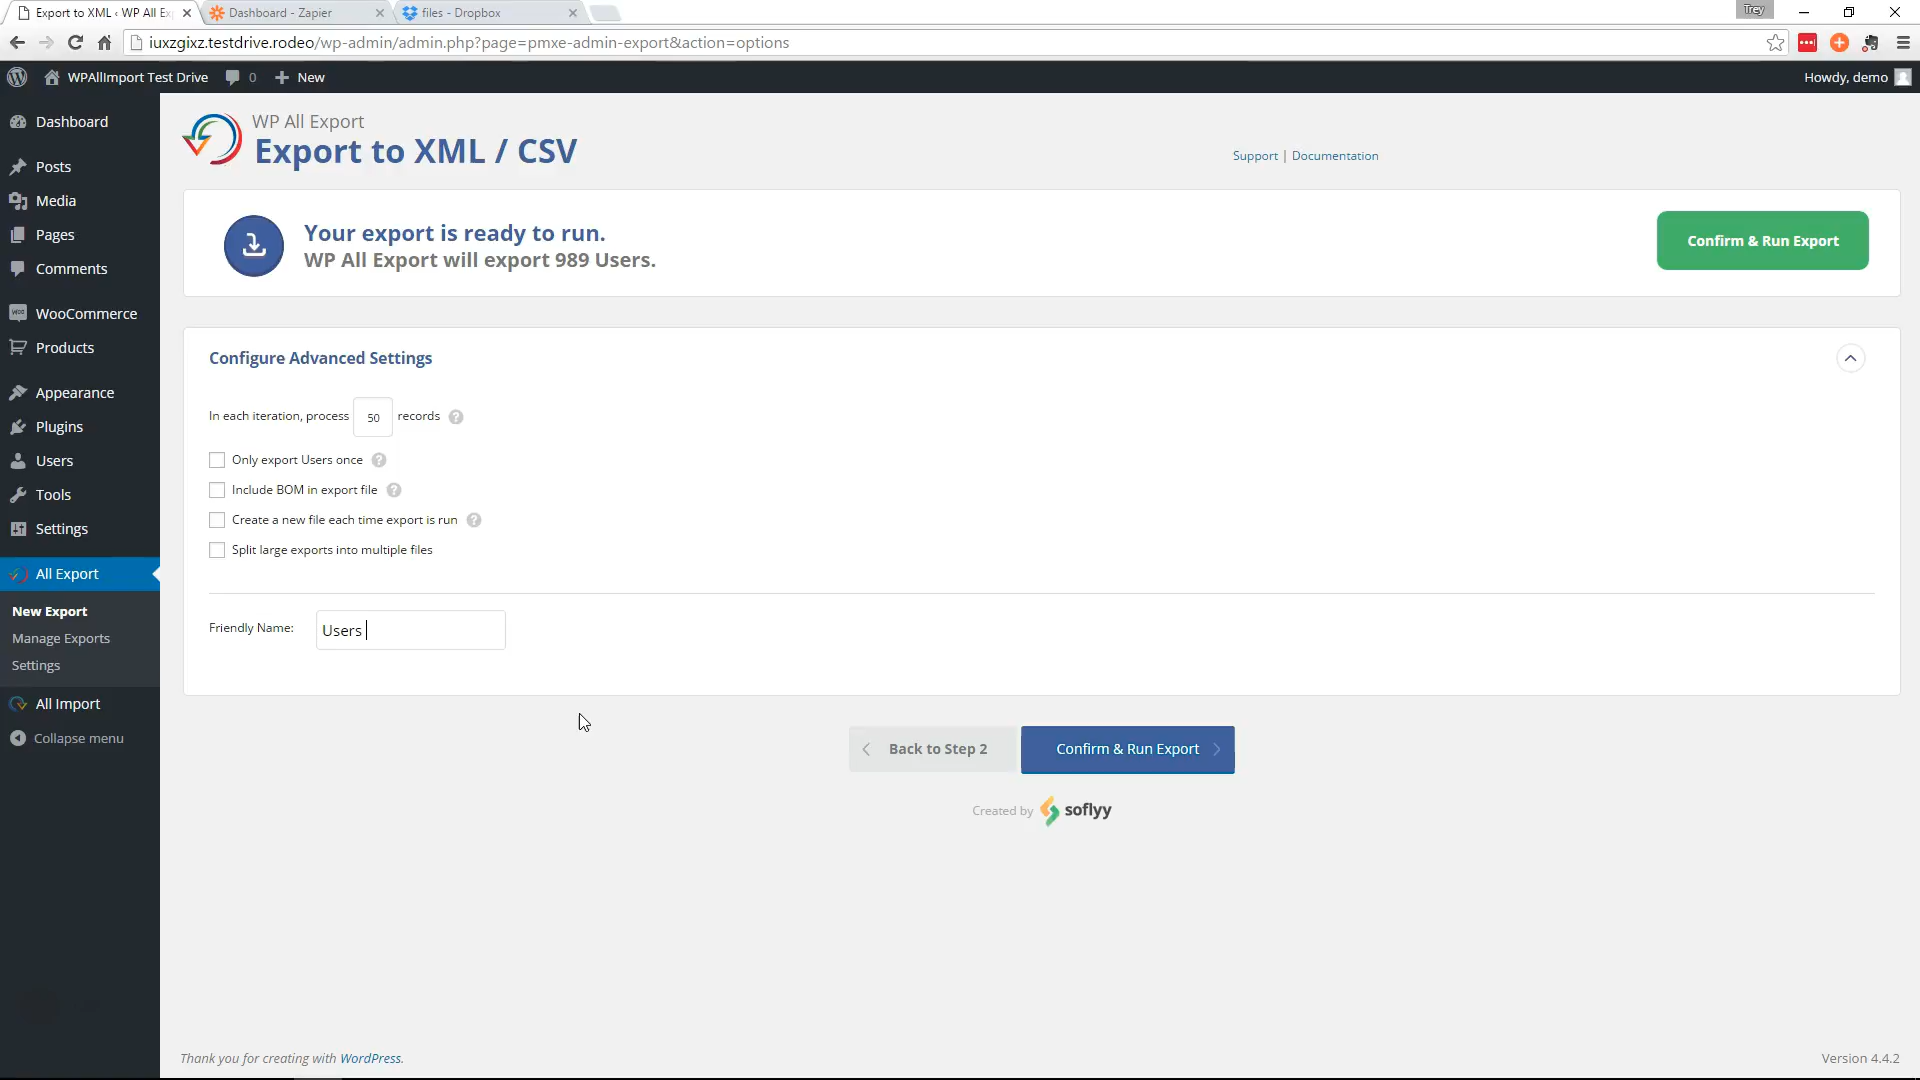 Export to XML ‹ WP All Ex
Dashboard - Zapier
files - Dropbox
Trey
iuxzgixz.testdrive.rodeo/wp-admin/admin.php?page=pmxe-admin-export&action=options
WPAllImport Test Drive
0
New
Howdy, demo
Dashboard
Posts
Media
Pages
Comments
WooCommerce
Products
Appearance
Plugins
Users
Tools
Settings
All Export
New Export
Manage Exports
Settings
All Import
Collapse menu
WP All Export
Export to XML / CSV
Support | Documentation
Your export is ready to run.
WP All Export will export 989 Users.
Confirm & Run Export
Configure Advanced Settings
In each iteration, process 50 records ?
Only export Users once ?
Include BOM in export file ?
Create a new file each time export is run ?
Split large exports into multiple files
Friendly Name: Users
Back to Step 2
Confirm & Run Export
Created by soflyy
Thank you for creating with WordPress.
Version 4.4.2